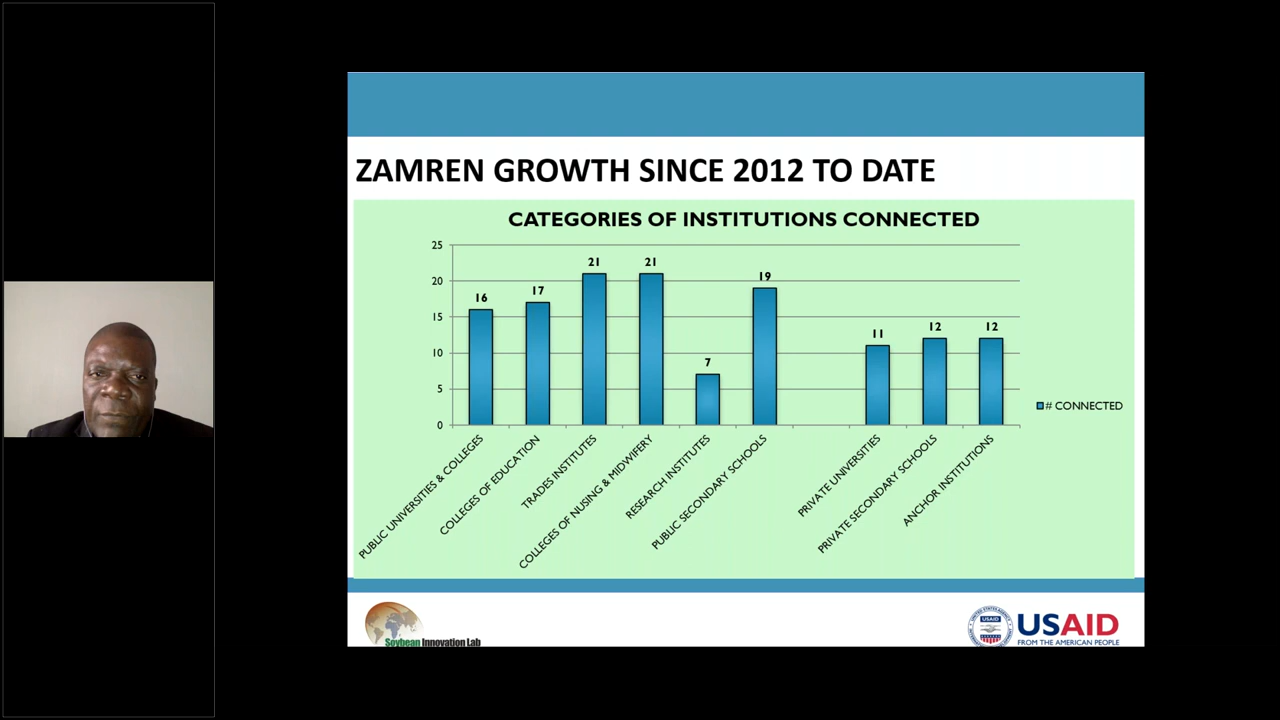 ZAMREN GROWTH SINCE 2012 TO DATE
CATEGORIES OF INSTITUTIONS CONNECTED
25
20
15
10
5
0
16
17
21
21
7
19
11
12
12
PUBLIC UNIVERSITIES & COLLEGES
COLLEGES OF EDUCATION
TRADES INSTITUTES
COLLEGES OF NUSING & MIDWIFERY
RESEARCH INSTITUTES
PUBLIC SECONDARY SCHOOLS
PRIVATE UNIVERSITIES
PRIVATE SECONDARY SCHOOLS
ANCHOR INSTITUTIONS
# CONNECTED
Soybean Innovation Lab
USAID
USAID
FROM THE AMERICAN PEOPLE